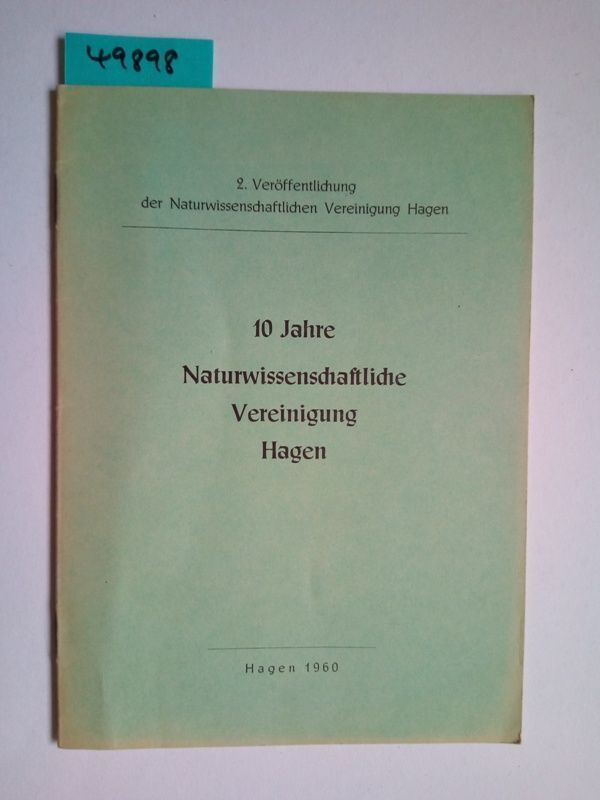 49898
2. Veröffentlichung
der Naturwissenschaftlichen Vereinigung Hagen
10 Jahre
Naturwissenschaftliche
Vereinigung
Hagen
Hagen 1960